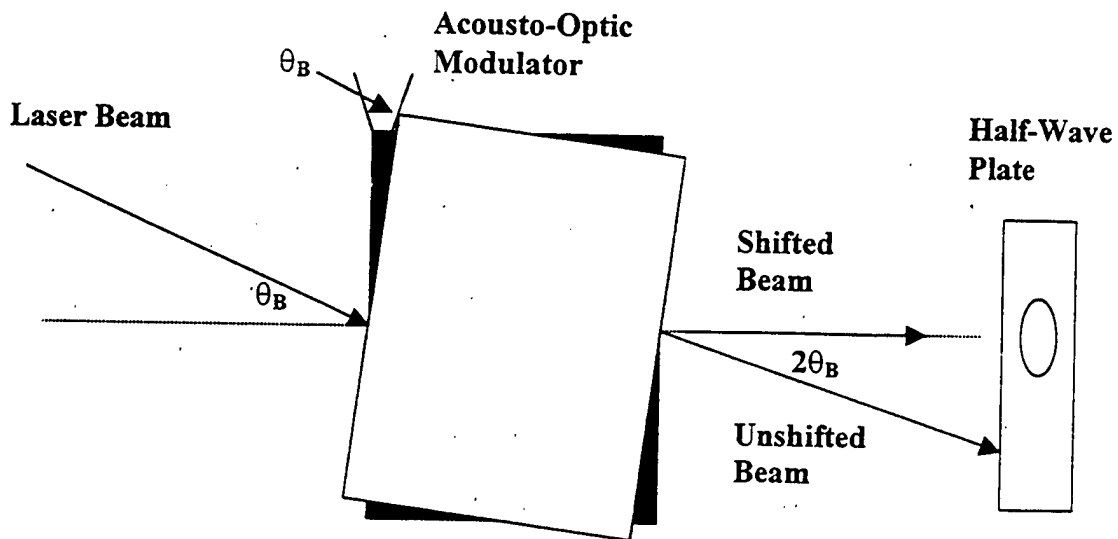 Acousto-Optic
Modulator
θB
Laser Beam
Half-Wave
Plate
Shifted
Beam
θB
2θB
Unshifted
Beam